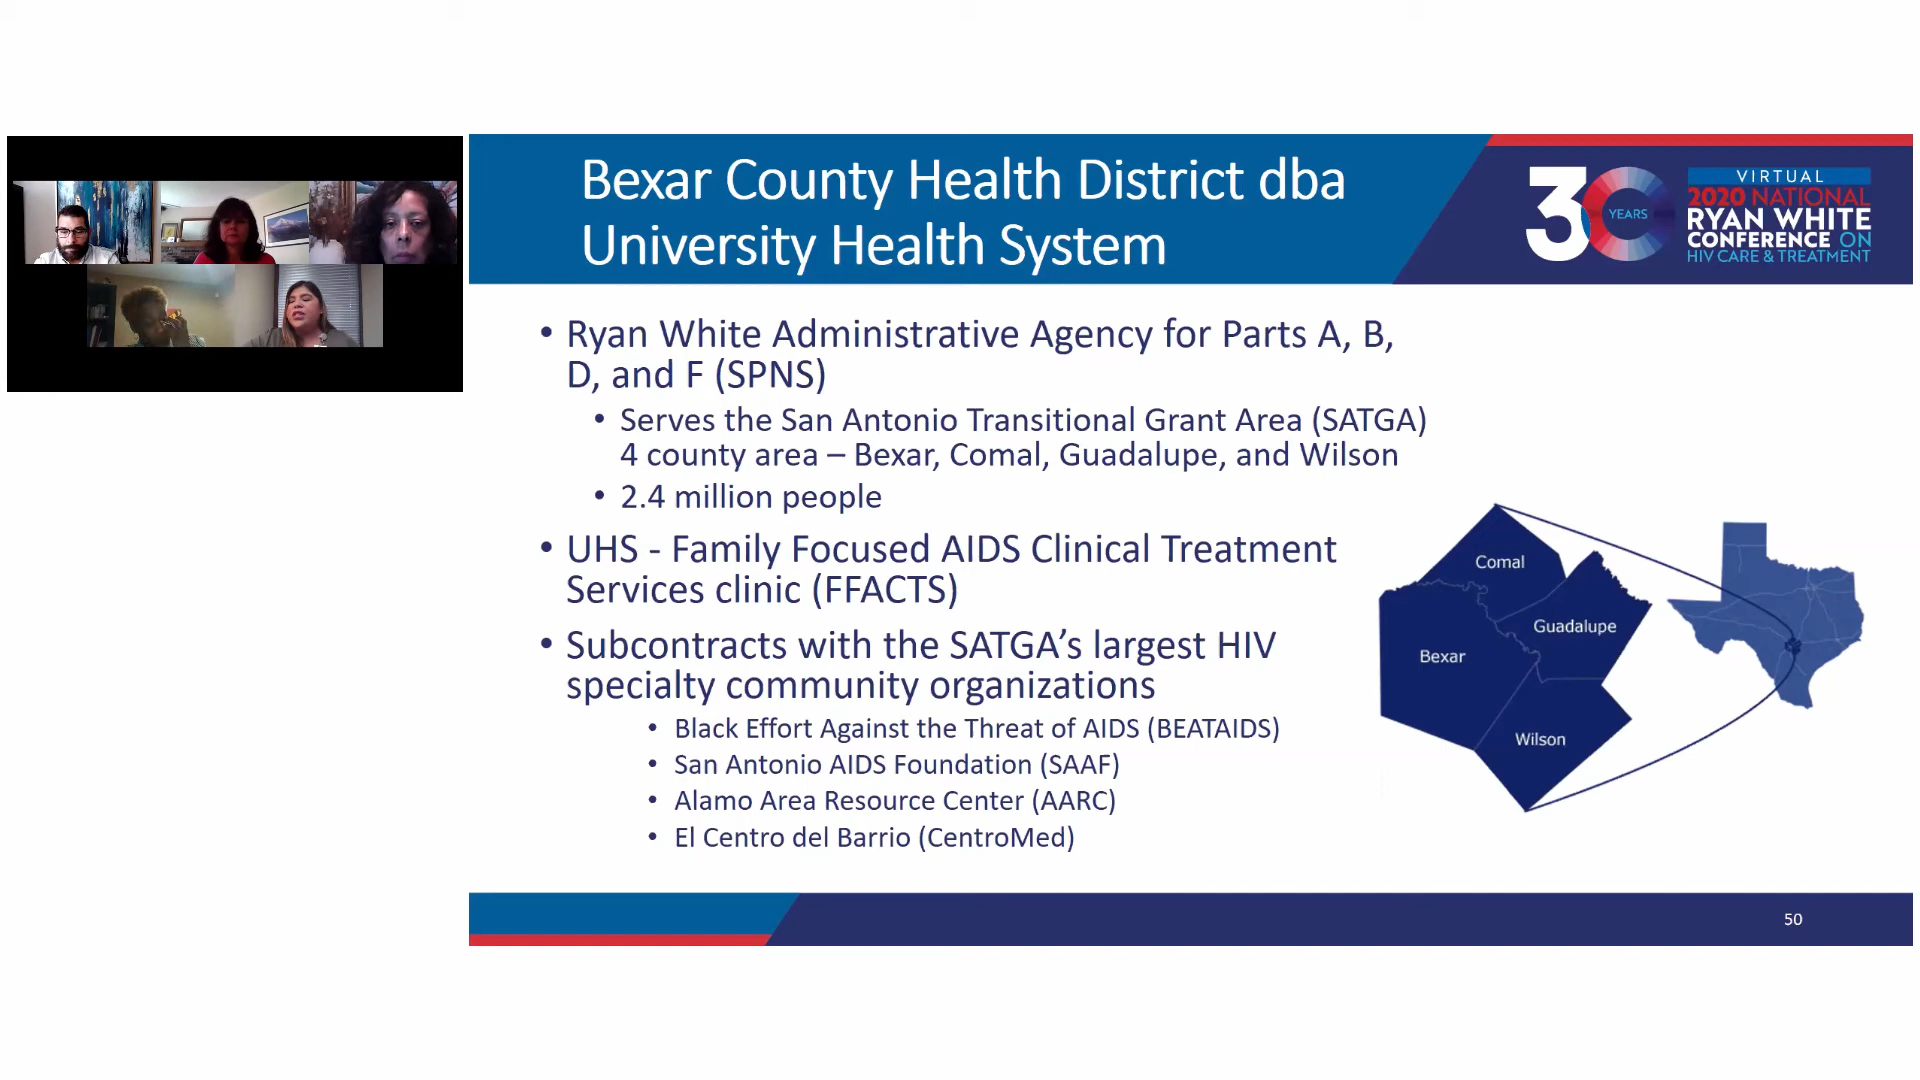 Bexar County Health District dba
University Health System
30
YEARS
VIRTUAL
2020 NATIONAL
RYAN WHITE
CONFERENCE ON
HIV CARE & TREATMENT
• Ryan White Administrative Agency for Parts A, B,
D, and F (SPNS)
• Serves the San Antonio Transitional Grant Area (SATGA)
4 county area – Bexar, Comal, Guadalupe, and Wilson
• 2.4 million people
• UHS - Family Focused AIDS Clinical Treatment
Services clinic (FFACTS)
• Subcontracts with the SATGA’s largest HIV
specialty community organizations
• Black Effort Against the Threat of AIDS (BEATAIDS)
• San Antonio AIDS Foundation (SAAF)
• Alamo Area Resource Center (AARC)
• El Centro del Barrio (CentroMed)
Comal
Guadalupe
Bexar
Wilson
50